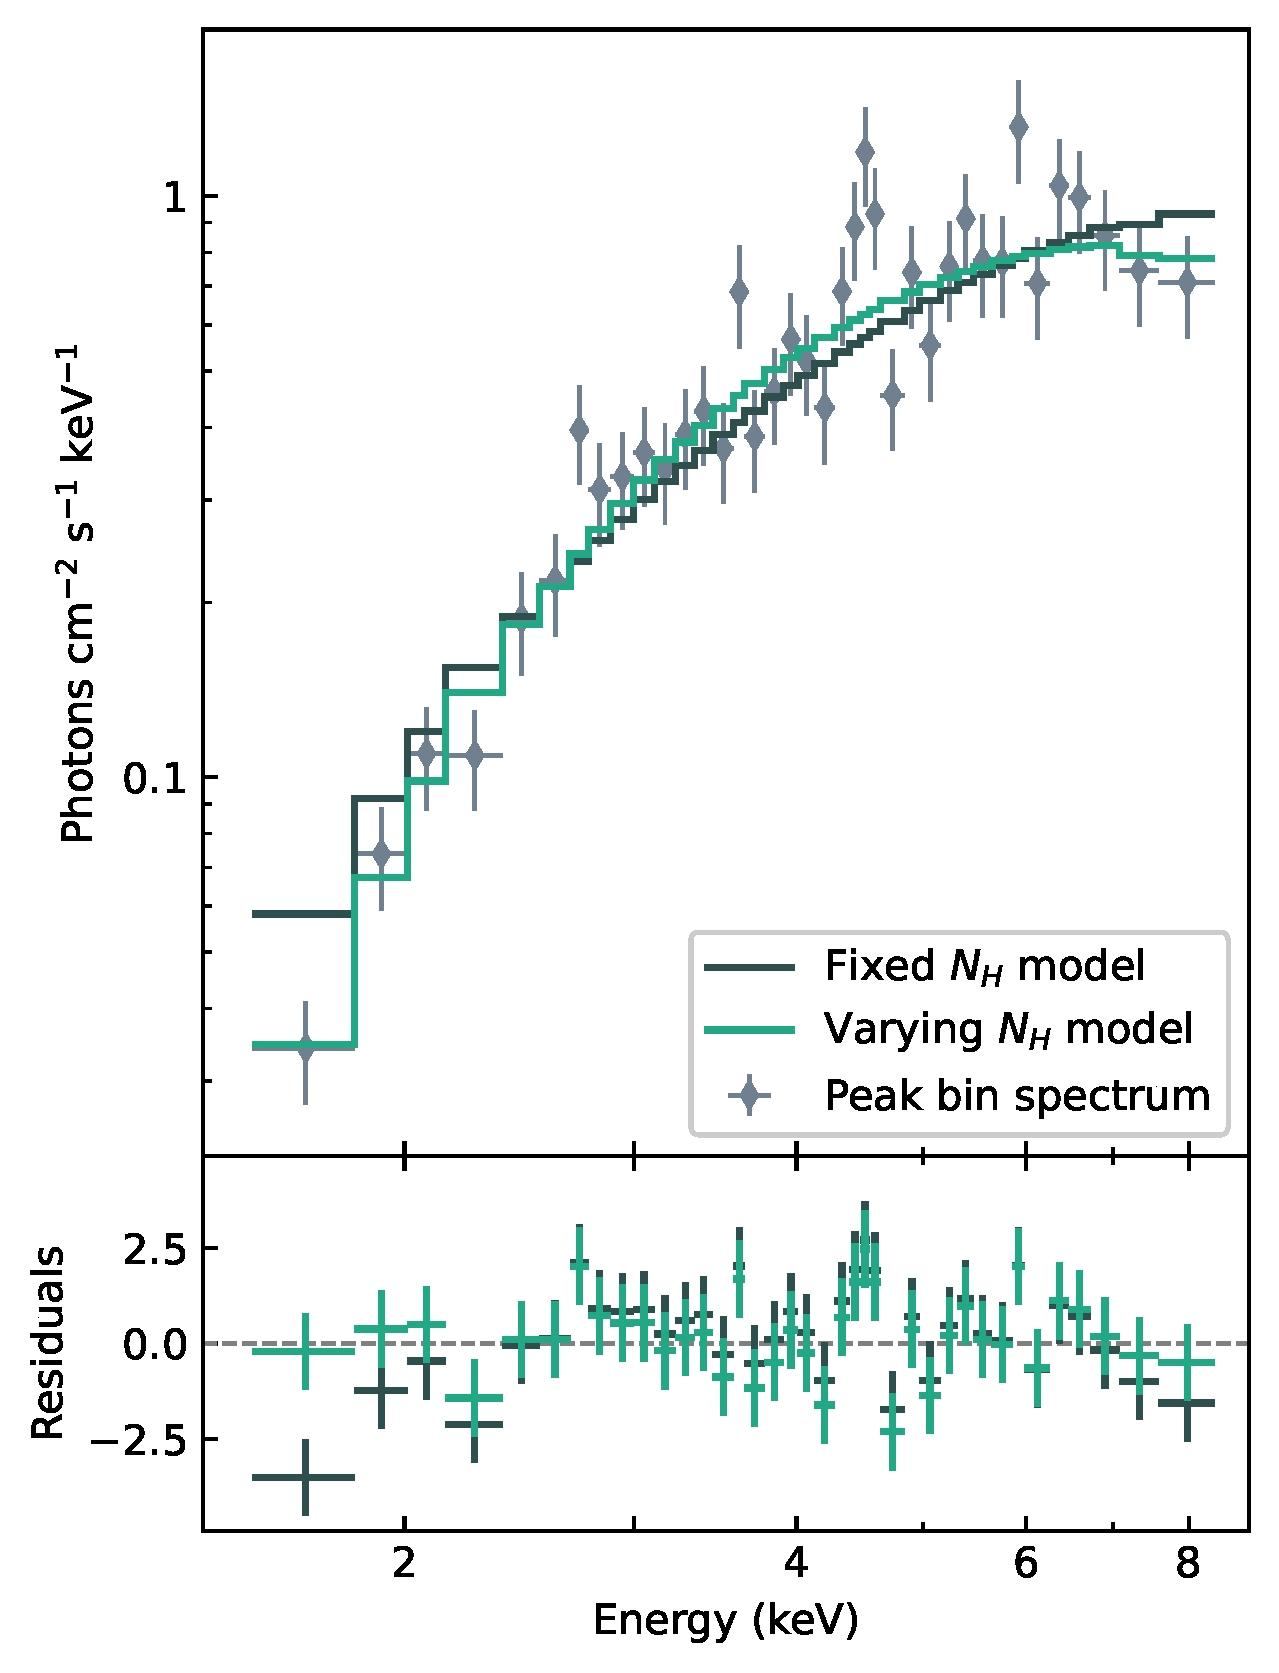 1
0.1
Photons cm⁻² s⁻¹ keV⁻¹
Fixed N_H model
Varying N_H model
Peak bin spectrum
2.5
0.0
−2.5
Residuals
2 4 6 8
Energy (keV)